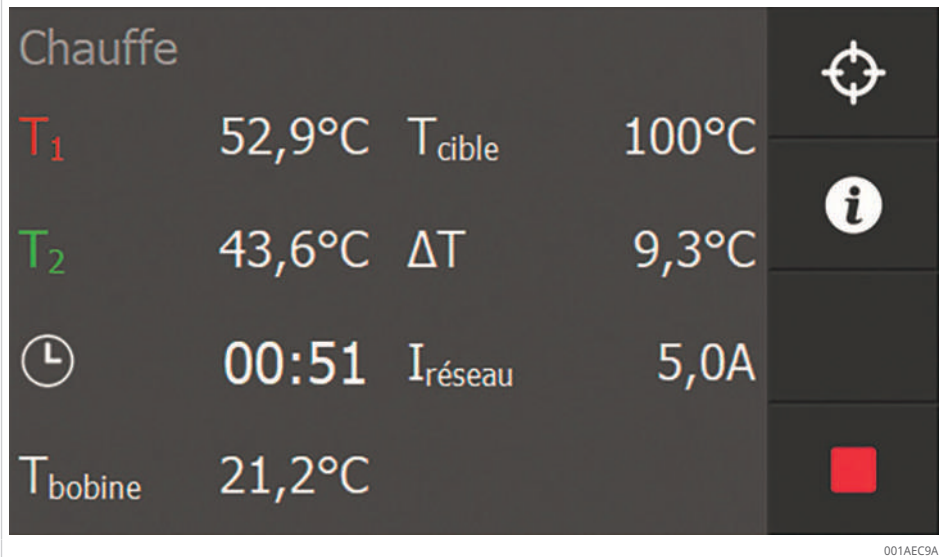 Chauffe
T1 52,9°C Tcible 100°C
T2 43,6°C ΔT 9,3°C
00:51 Iréseau 5,0A
Tbobine 21,2°C
001AEC9A